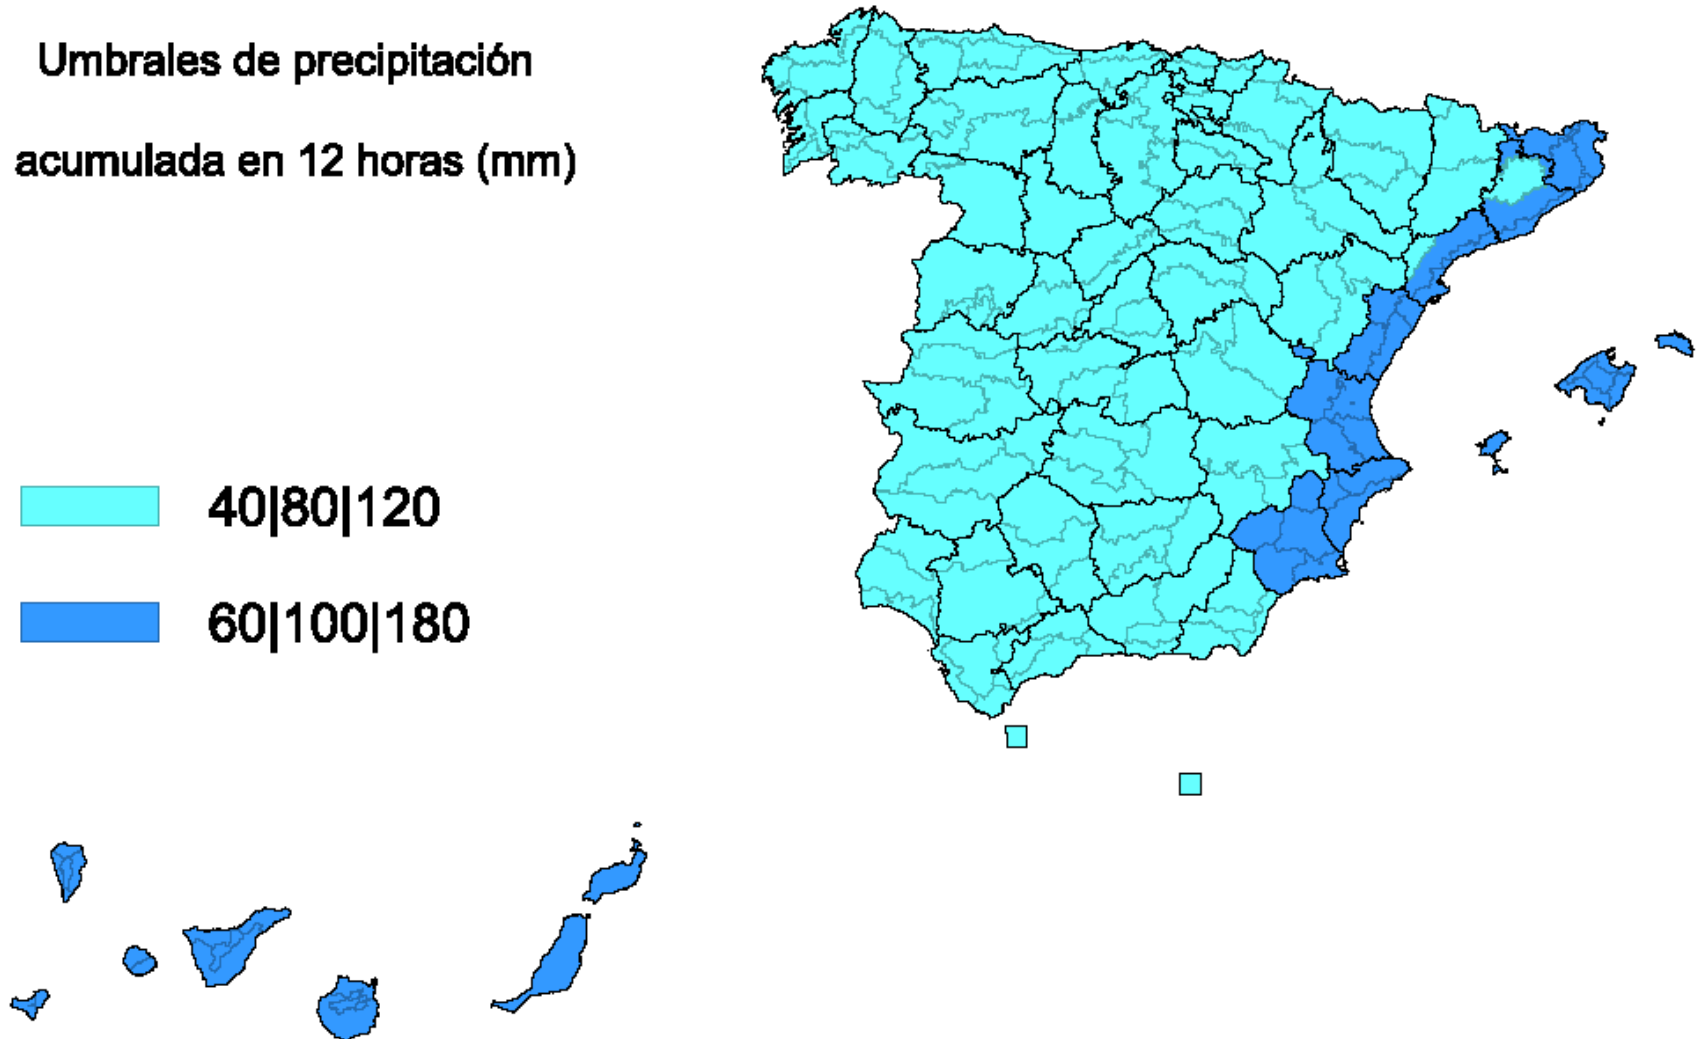 Umbrales de precipitación
acumulada en 12 horas (mm)
40|80|120
60|100|180